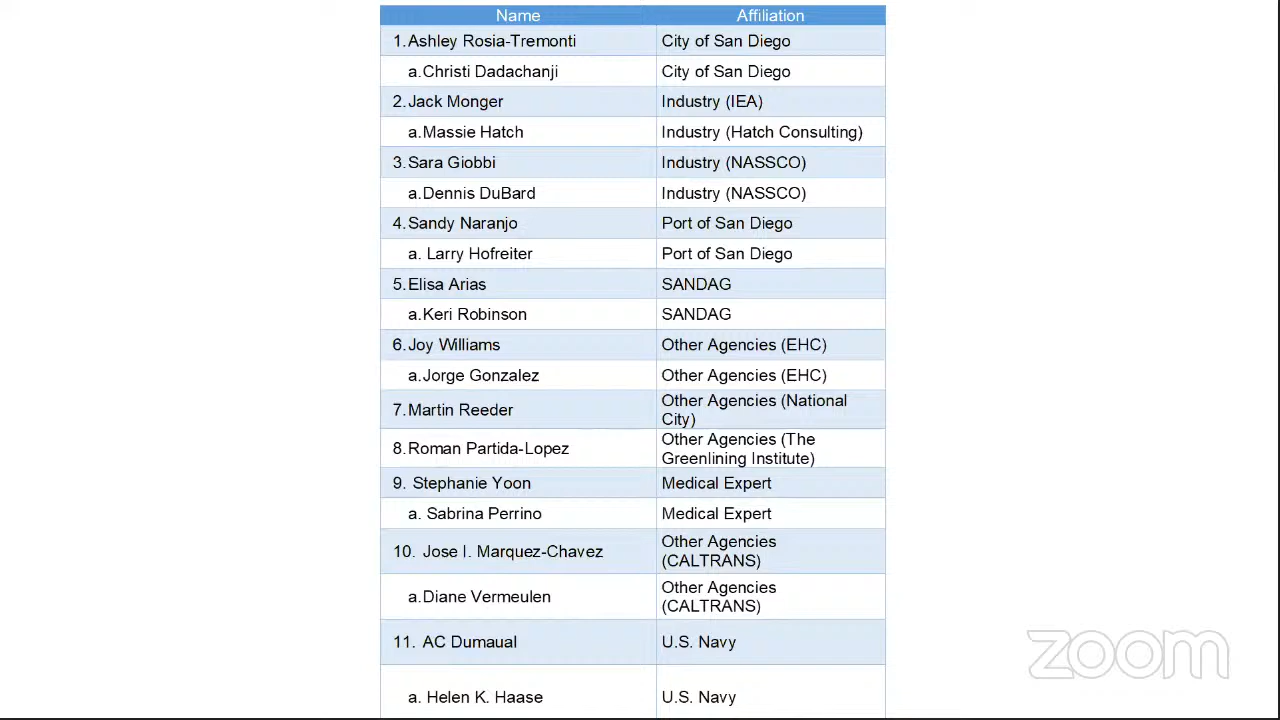 Name Affiliation
1.Ashley Rosia-Tremonti City of San Diego
a.Christi Dadachanji City of San Diego
2.Jack Monger Industry (IEA)
a.Massie Hatch Industry (Hatch Consulting)
3.Sara Giobbi Industry (NASSCO)
a.Dennis DuBard Industry (NASSCO)
4.Sandy Naranjo Port of San Diego
a. Larry Hofreiter Port of San Diego
5.Elisa Arias SANDAG
a.Keri Robinson SANDAG
6.Joy Williams Other Agencies (EHC)
a.Jorge Gonzalez Other Agencies (EHC)
7.Martin Reeder Other Agencies (National
City)
8.Roman Partida-Lopez Other Agencies (The
Greenlining Institute)
9. Stephanie Yoon Medical Expert
a. Sabrina Perrino Medical Expert
10. Jose I. Marquez-Chavez Other Agencies
(CALTRANS)
a.Diane Vermeulen Other Agencies
(CALTRANS)
11. AC Dumaual U.S. Navy
a. Helen K. Haase U.S. Navy
zoom